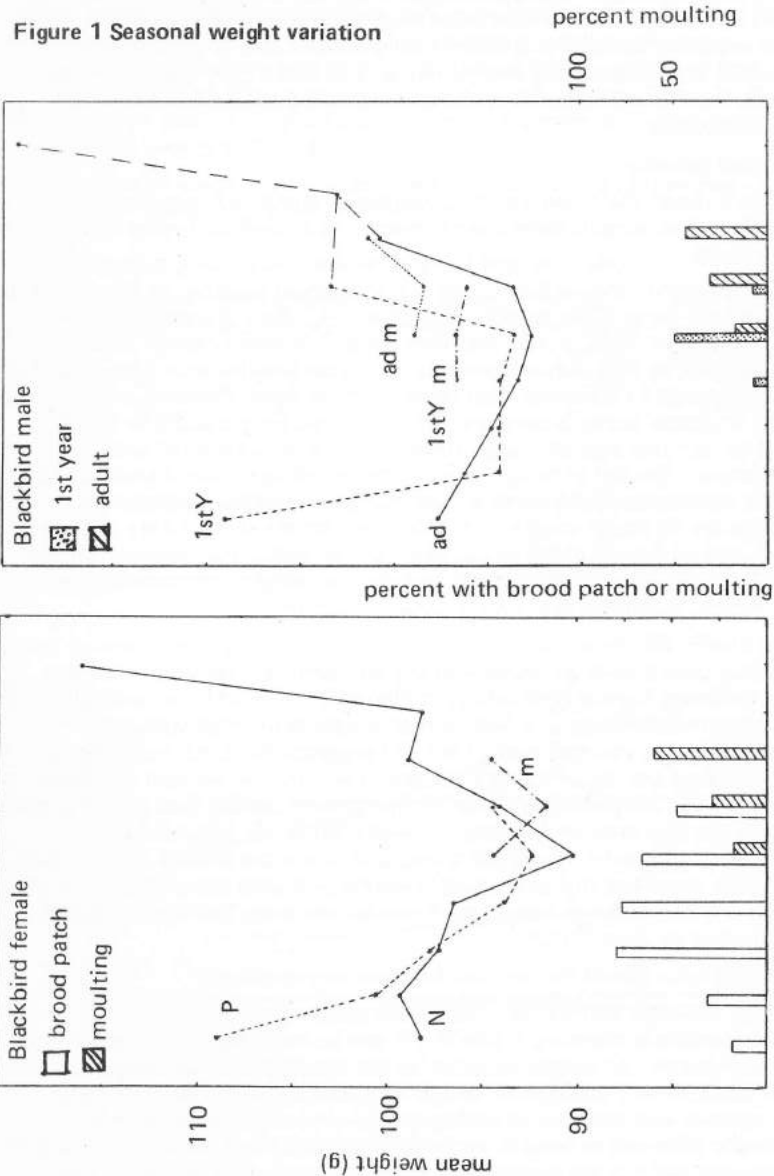 Figure 1 Seasonal weight variation
percent moulting
100
50
Blackbird male
1st year
adult
1stY
ad
ad m
1stY m
percent with brood patch or moulting
Blackbird female
brood patch
moulting
P
N
m
110
100
90
mean weight (g)